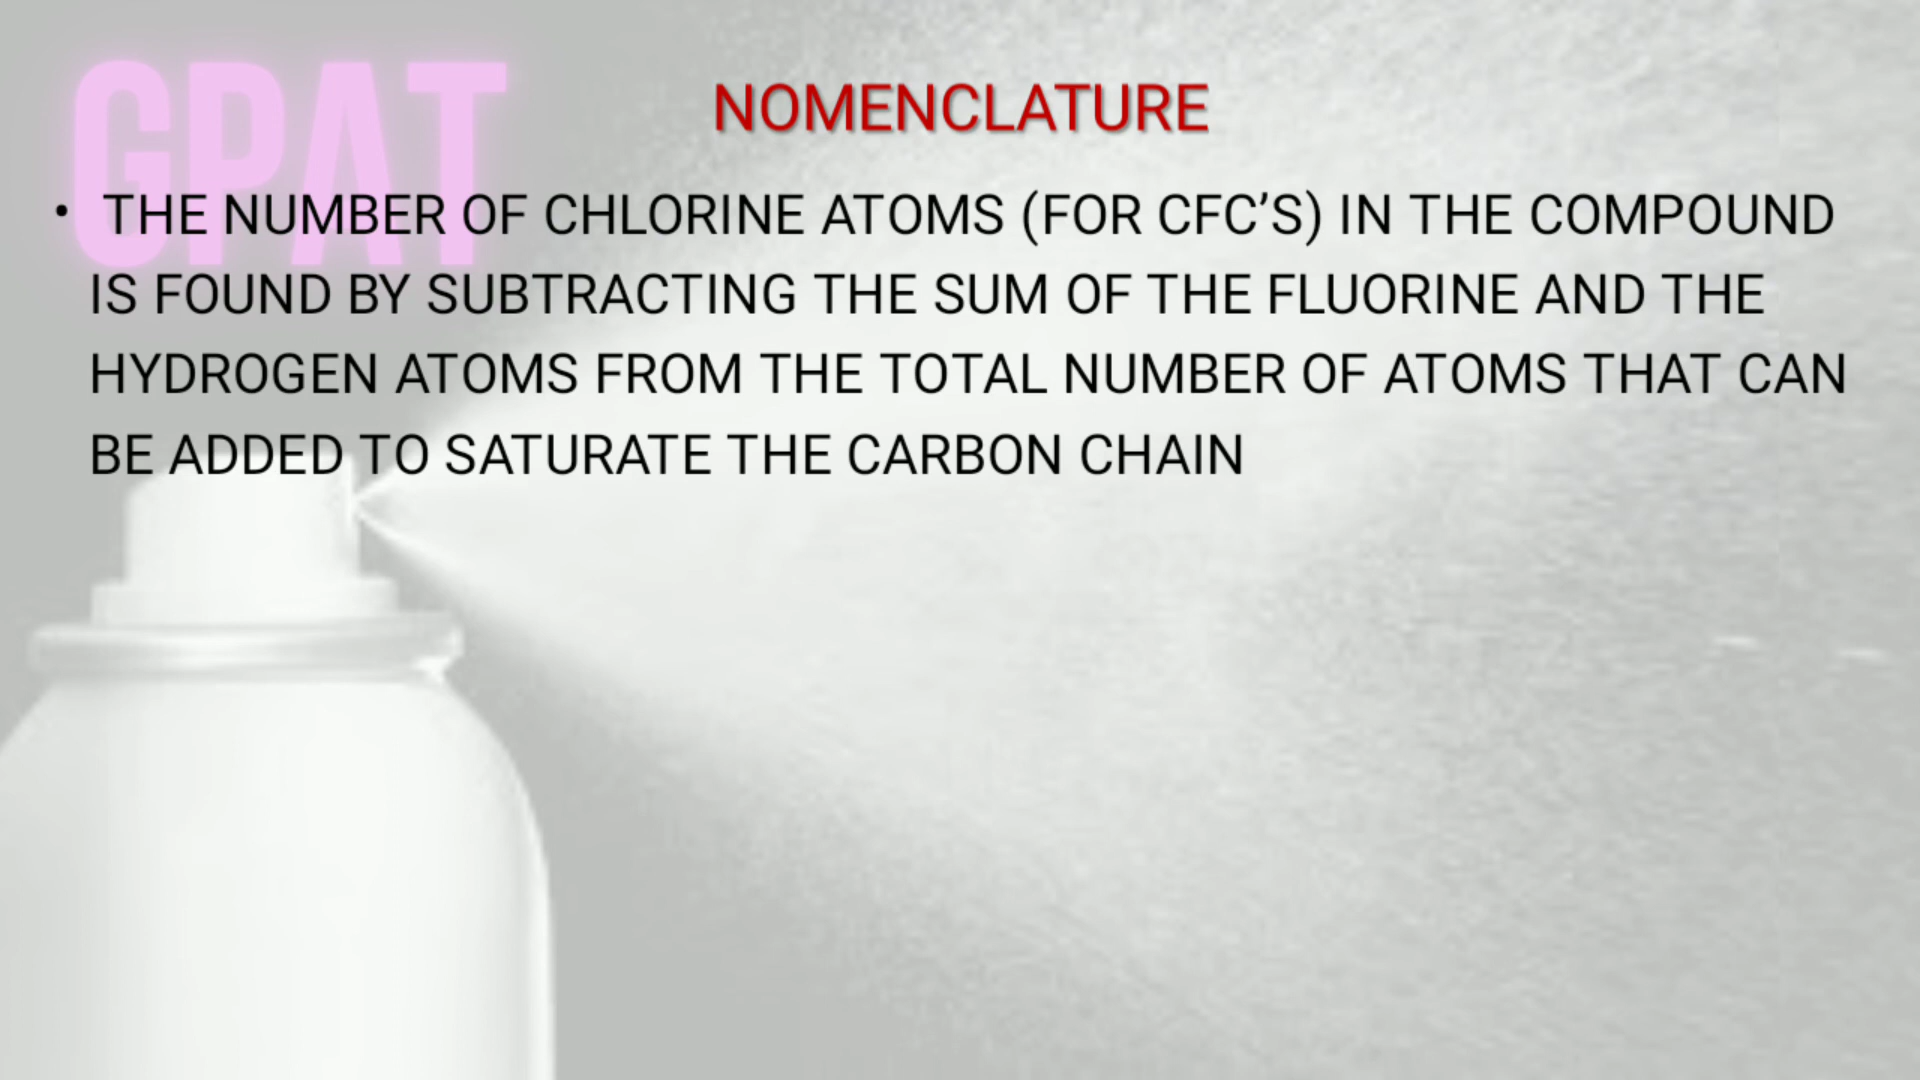 GPAT
NOMENCLATURE
• THE NUMBER OF CHLORINE ATOMS (FOR CFC’S) IN THE COMPOUND
IS FOUND BY SUBTRACTING THE SUM OF THE FLUORINE AND THE
HYDROGEN ATOMS FROM THE TOTAL NUMBER OF ATOMS THAT CAN
BE ADDED TO SATURATE THE CARBON CHAIN